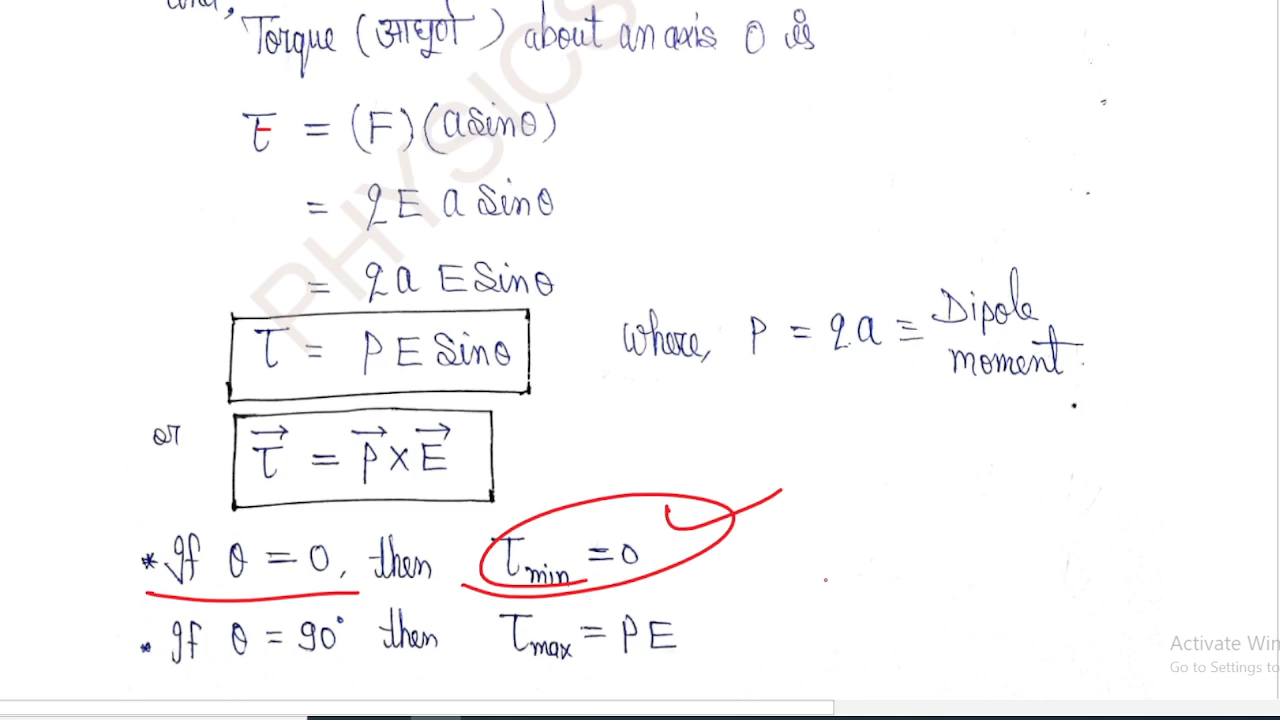 Torque (आघूर्ण) about an axis O is
PHYSICS
τ = (F)(a sinθ)
= qE a sinθ
= qa E sinθ
τ = PE sinθ
where, P = q.a = Dipole moment
or
τ⃗ = P⃗ × E⃗
* If θ = 0, then τmin = 0
* If θ = 90° then τmax = PE
Activate Win
Go to Settings to